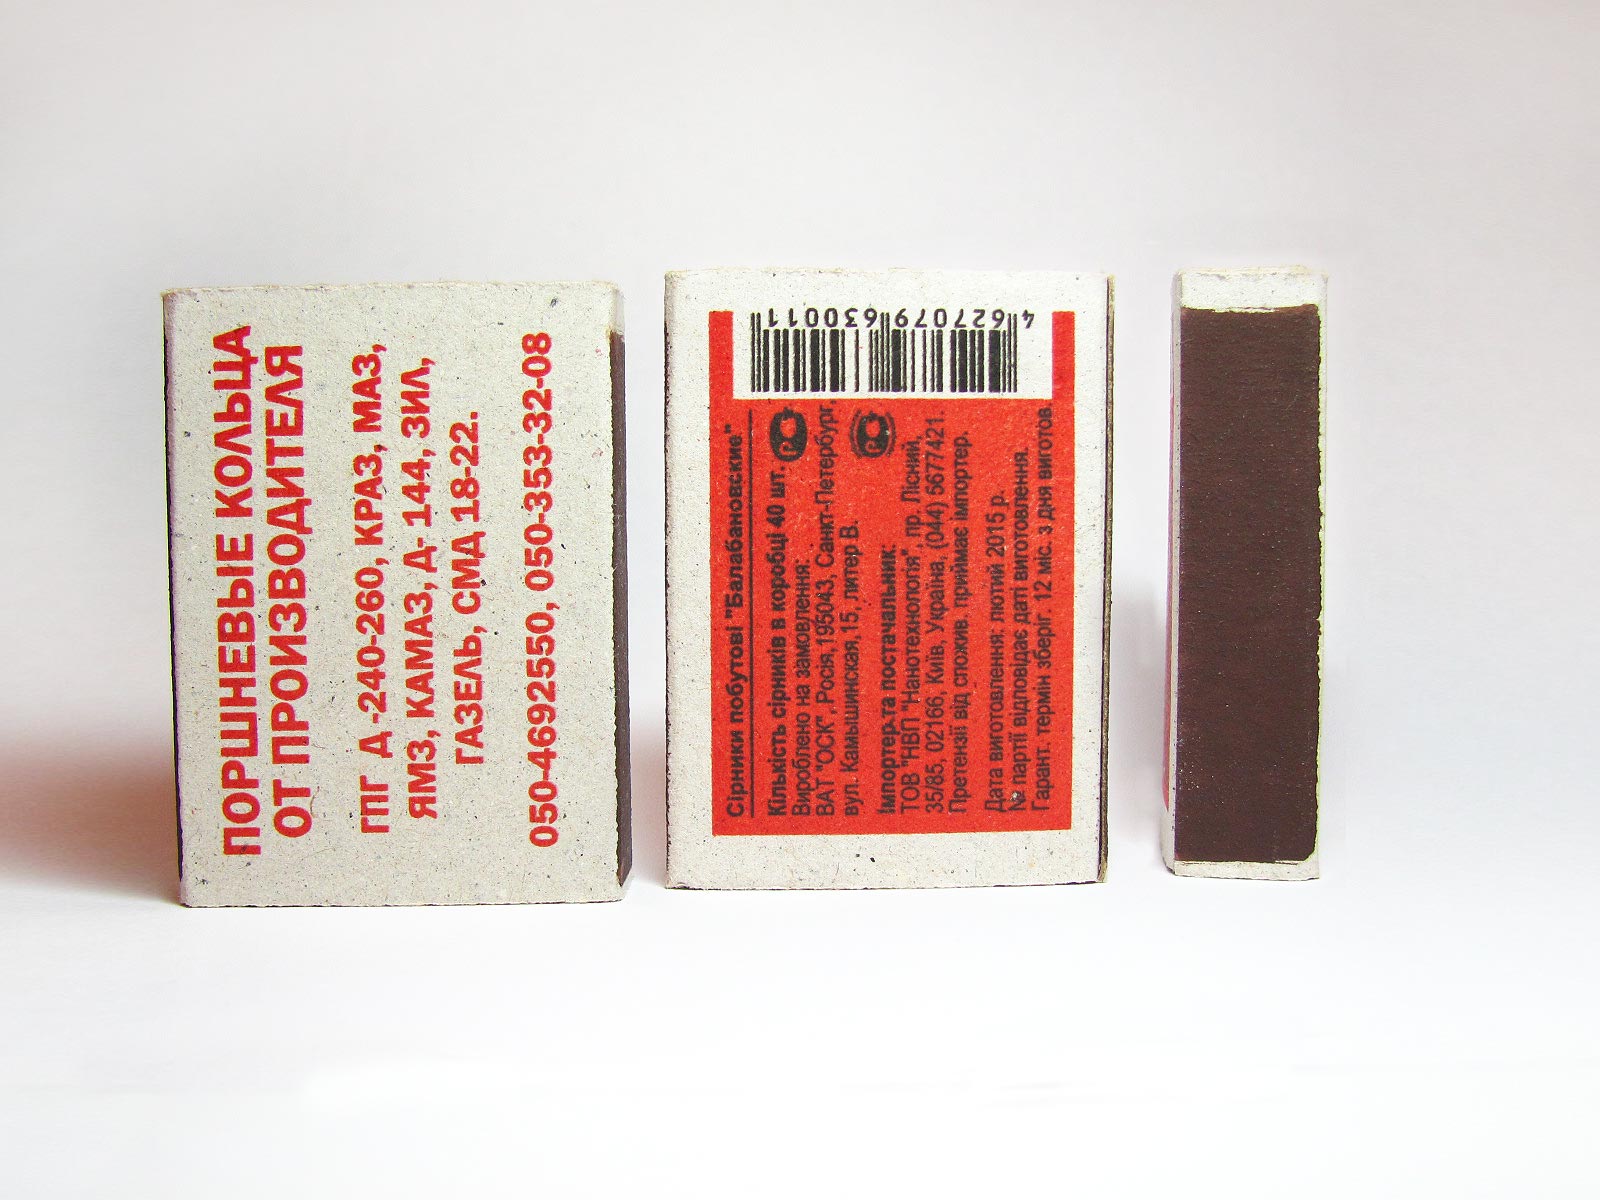 ПОРШНЕВЫЕ КОЛЬЦА
ОТ ПРОИЗВОДИТЕЛЯ
ГПГ Д -240-260, КРАЗ, МАЗ,
ЯМЗ, КАМАЗ, Д- 144, ЗИЛ,
ГАЗЕЛЬ, СМД 18-22.
050-4692550, 050-353-32-08
4627079630011
Сірники побутові "Балабановские"
Кількість сірників в коробці 40 шт.
Вироблено на замовлення:
ВАТ "ОСК", Росія,195043, Санкт-Петербург,
вул. Камышинская,15, литер В.
Імпортер та постачальник:
ТОВ "НВП "Нанотехнологія", пр. Лісний,
35/85, 02166, Київ, Україна, (044) 5677421.
Претензії від спожив. приймає імпортер.
Дата виготовлення: лютий 2015 р.
№ партії відповідає даті виготовлення.
Гарант. термін зберіг. 12 міс. з дня виготов.